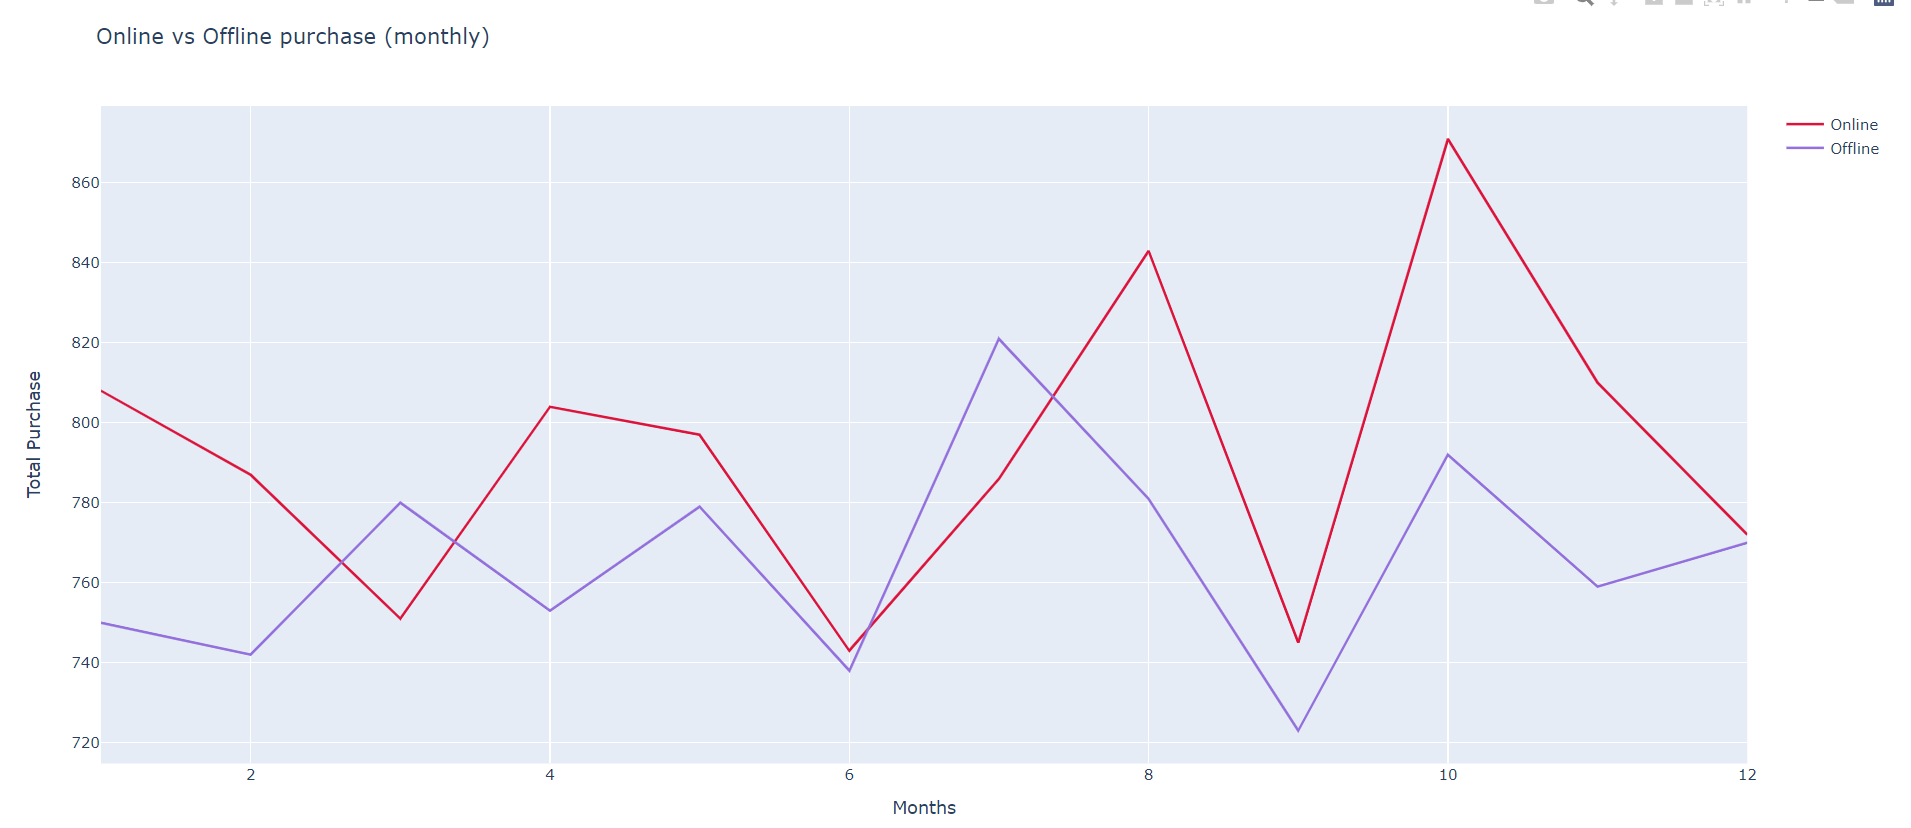 Online vs Offline purchase (monthly)
Online
Offline
860
840
820
800
780
760
740
720
Total Purchase
2 4 6 8 10 12
Months